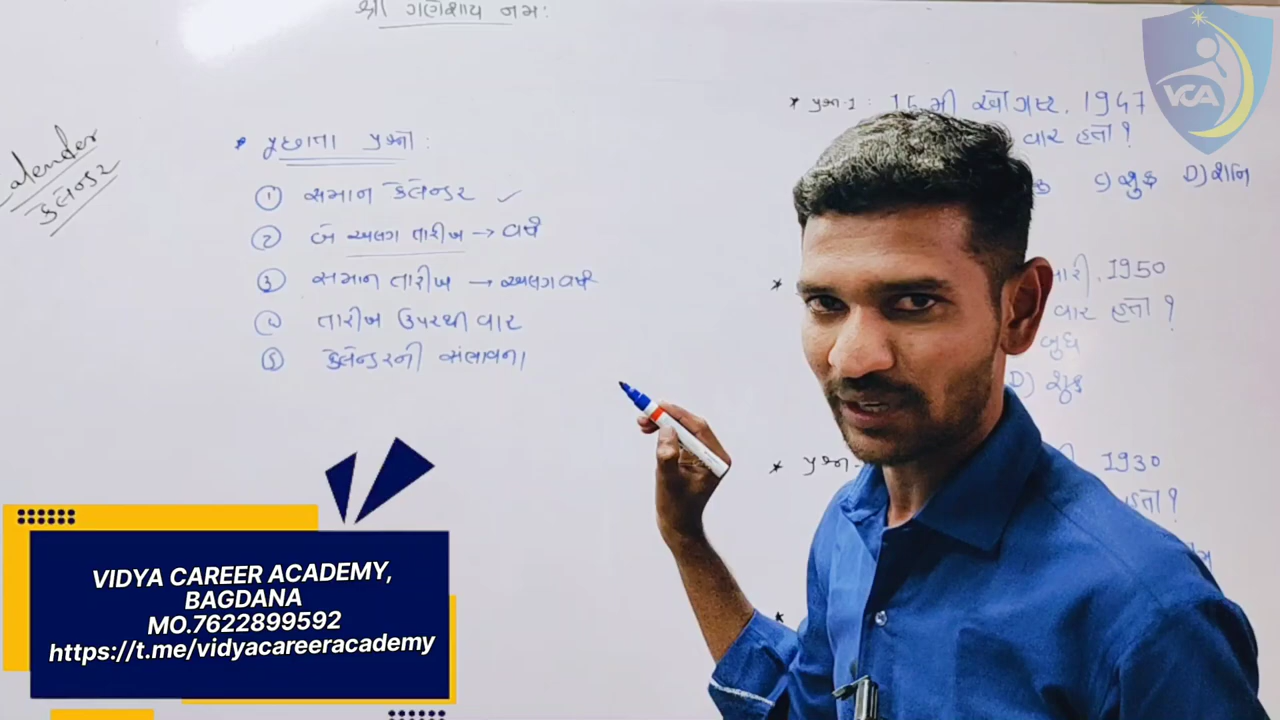 શ્રી ગણેશાય નમઃ
VCA
alender
કેલેન્ડર
* પૂછાતા પ્રશ્નો :
① સમાન કેલેન્ડર ✓
② બે અલગ તારીખ → વર્ષ
③ સમાન તારીખ → અલગ વર્ષ
④ તારીખ ઉપરથી વાર
⑤ કેલેન્ડરની સંભાવના
* પ્રશ્ન-1 : 15 મી ઓગસ્ટ, 1947
વાર હતો ?
C) શુક્ર D) શનિ
*
1950
વાર હતો ?
બુધ
D) શુક્ર
* પ્રશ્ન-
1930
હતો ?
*
VIDYA CAREER ACADEMY,
BAGDANA
MO.7622899592
https://t.me/vidyacareeracademy